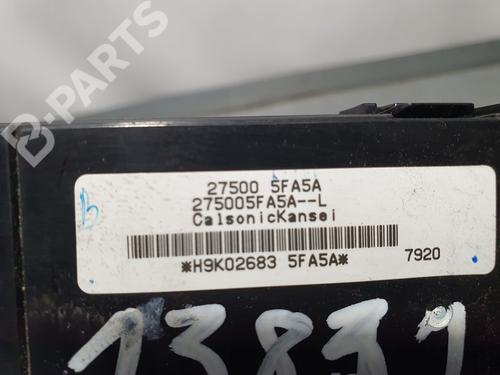 B-PARTS
27500 5FA5A
275005FA5A--L
CalsonicKansei
*H9K02683 5FA5A*
7920
B
13831